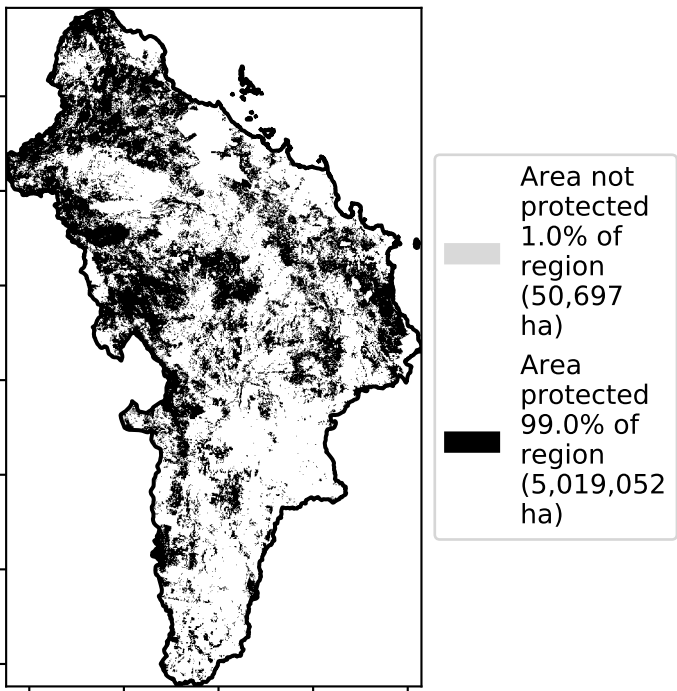 Area not
protected
1.0% of
region
(50,697
ha)
Area
protected
99.0% of
region
(5,019,052
ha)